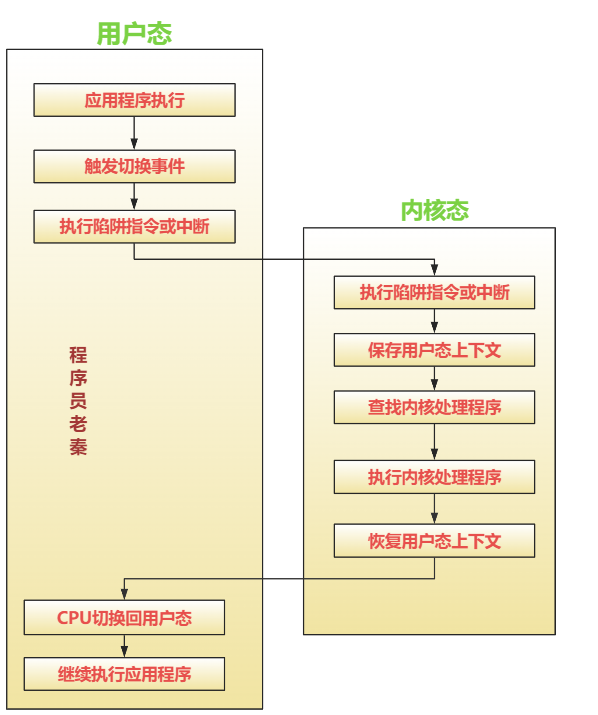 用户态
应用程序执行
触发切换事件
执行陷阱指令或中断
内核态
执行陷阱指令或中断
保存用户态上下文
查找内核处理程序
执行内核处理程序
恢复用户态上下文
程
序
员
老
秦
CPU切换回用户态
继续执行应用程序